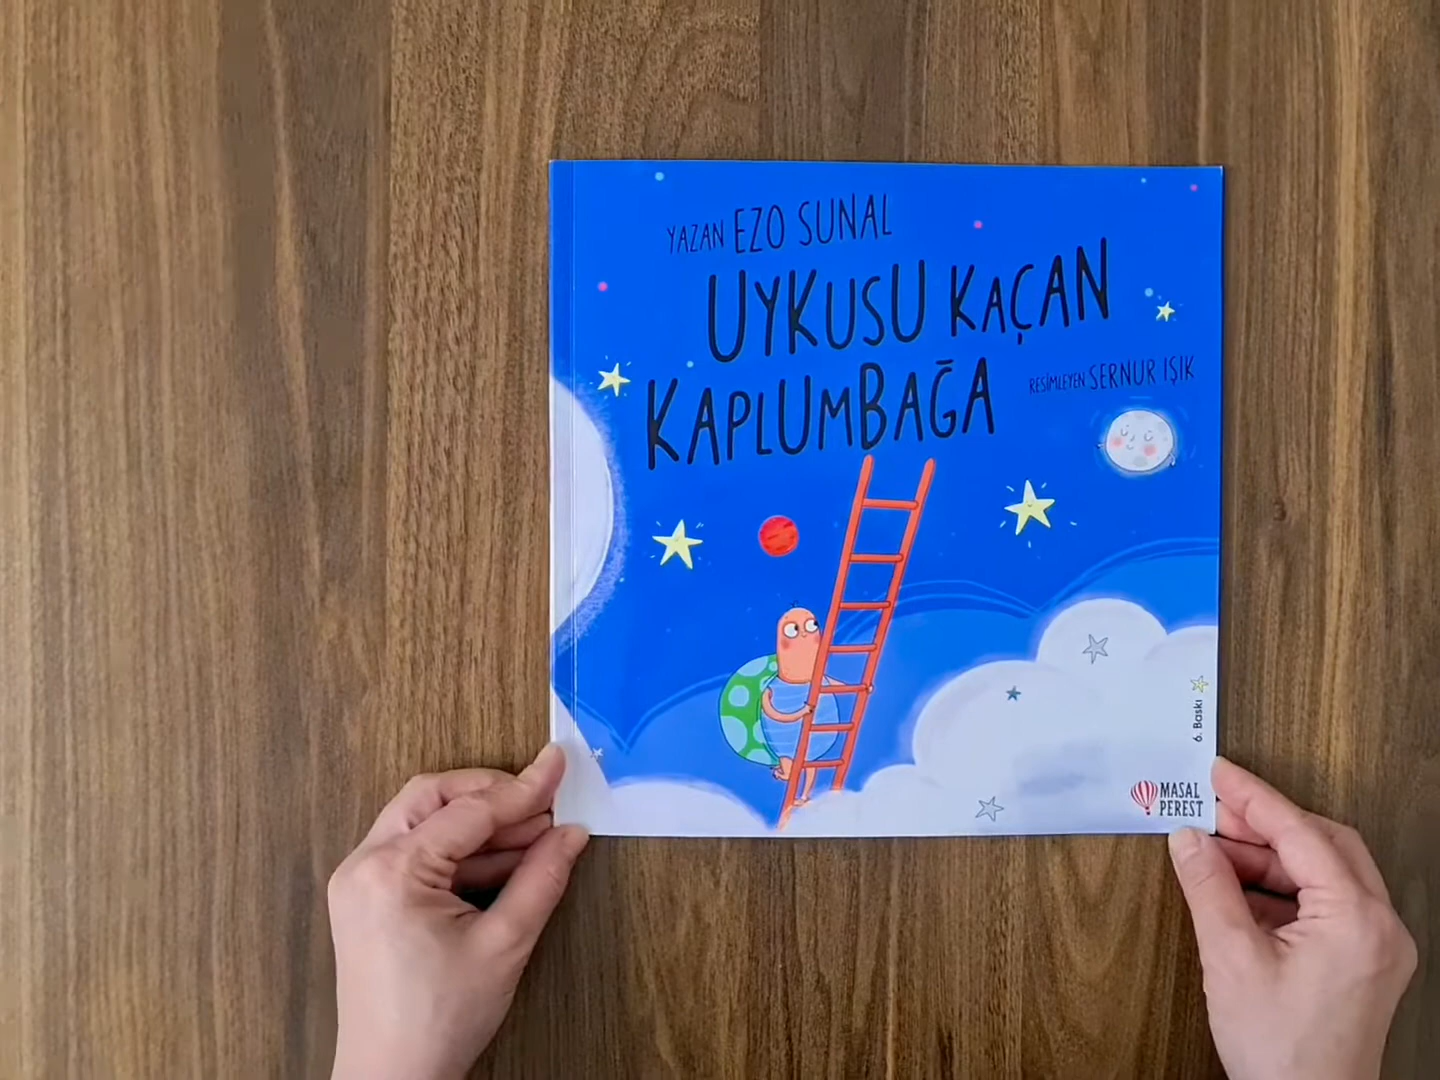 YAZAN EZO SUNAL
UYKUSU KAÇAN
KAPLUMBAĞA
RESİMLEYEN SERNUR IŞIK
6. Baskı
MASAL
PEREST